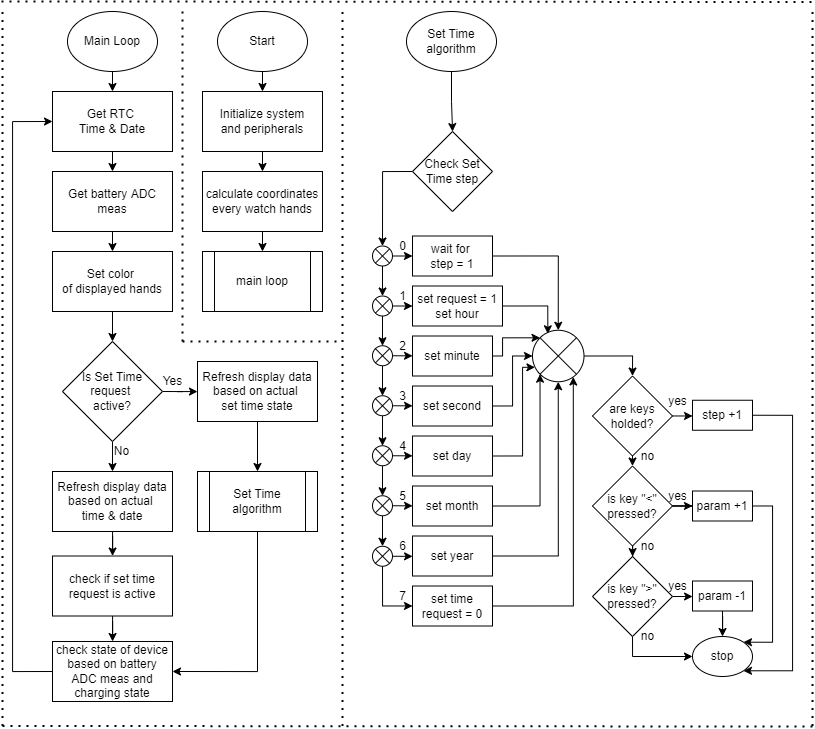 Main Loop
Get RTC
Time & Date
Get battery ADC
meas
Set color
of displayed hands
Is Set Time
request
active?
Yes
No
Refresh display data
based on actual
set time state
Refresh display data
based on actual
time & date
Set Time
algorithm
check if set time
request is active
check state of device
based on battery
ADC meas and
charging state
Start
Initialize system
and peripherals
calculate coordinates
every watch hands
main loop
Set Time
algorithm
Check Set
Time step
0
wait for
step = 1
1
set request = 1
set hour
2
set minute
3
set second
4
set day
5
set month
6
set year
7
set time
request = 0
are keys
holded?
yes
step +1
no
is key "<"
pressed?
yes
param +1
no
is key ">"
pressed?
yes
param -1
no
stop